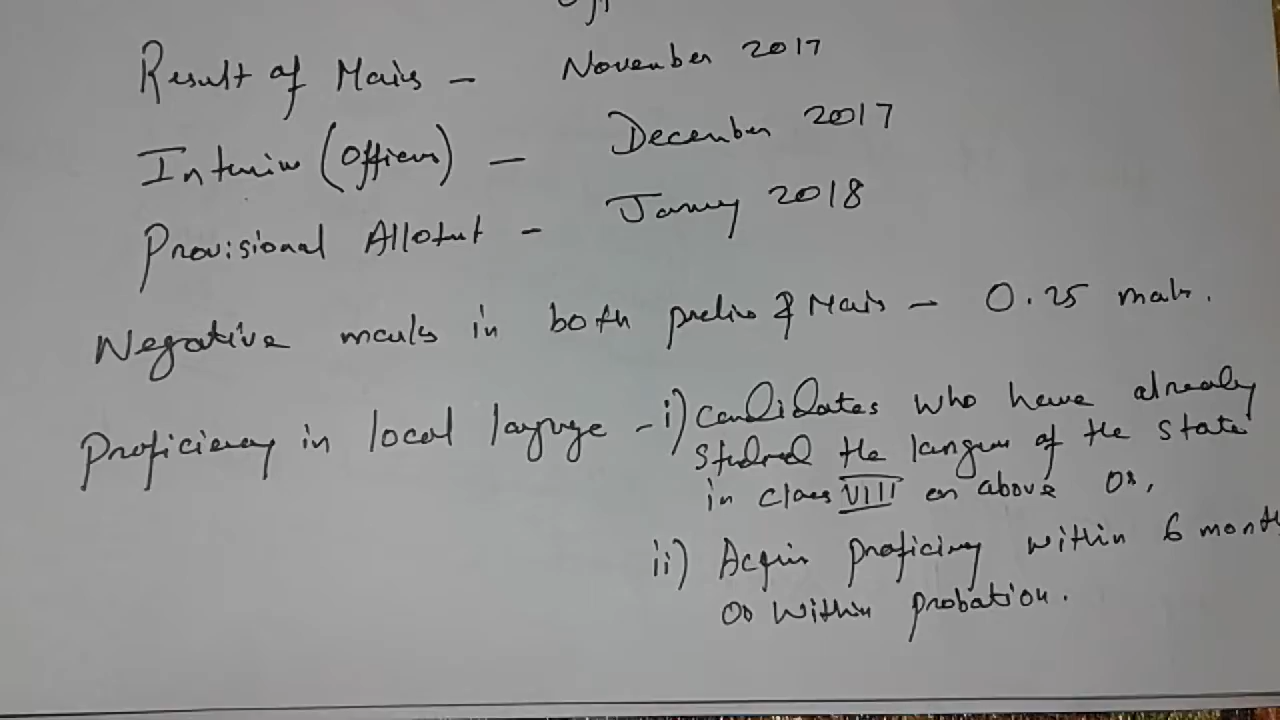 Result of Mains - November 2017
Interview (Officers) - December 2017
Provisional Allotment - January 2018
Negative marks in both prelims & Mains - 0.25 marks.
Proficiency in local language - i) Candidates who have already
studied the language of the state
in class VIII or above or,
ii) Acquire proficiency within 6 month
or within probation.